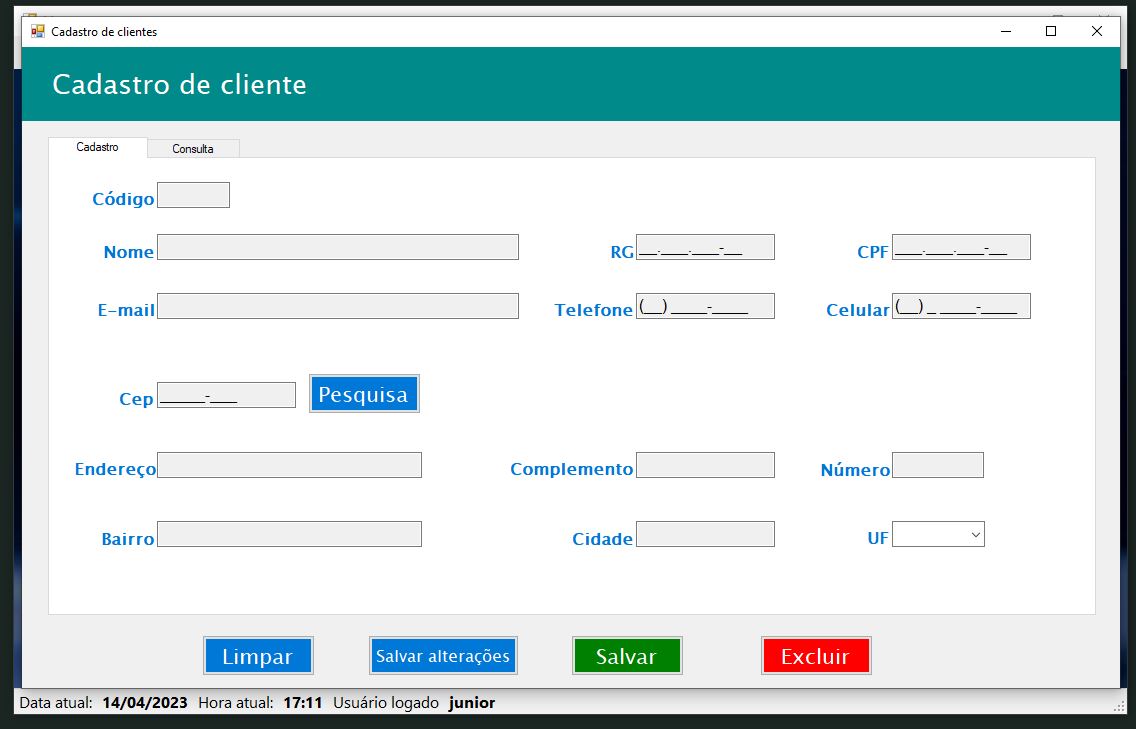 Cadastro de clientes
Cadastro de cliente
Cadastro Consulta
Código
Nome RG __.___.___-__ CPF ___.___.___-__
E-mail Telefone (__) ____-____ Celular (__) _ ____-____
Cep _____-___ Pesquisa
Endereço Complemento Número
Bairro Cidade UF
Limpar Salvar alterações Salvar Excluir
Data atual: 14/04/2023 Hora atual: 17:11 Usuário logado junior